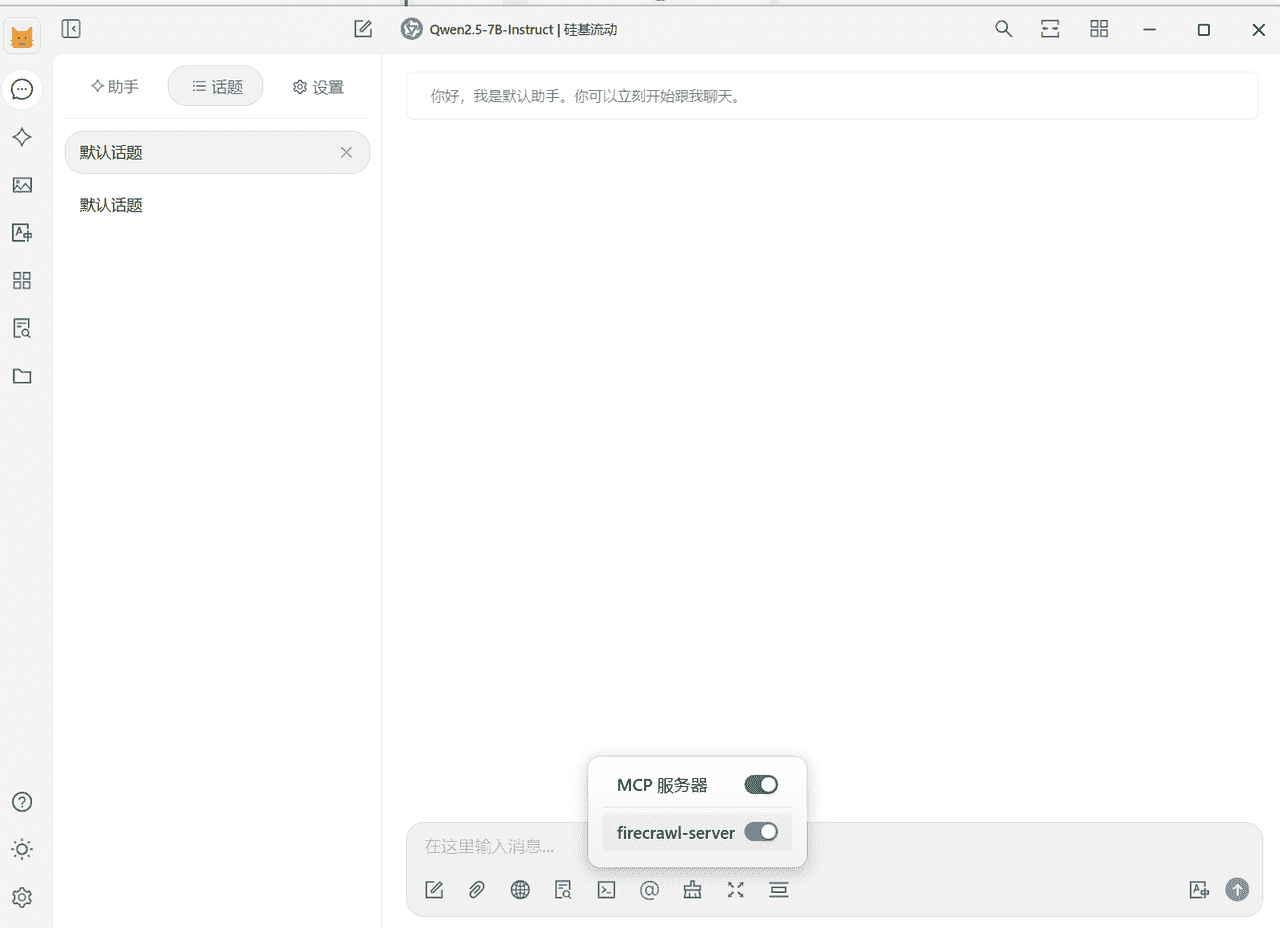 Qwen2.5-7B-Instruct | 硅基流动
助手
话题
设置
默认话题
默认话题
你好，我是默认助手。你可以立刻开始跟我聊天。
MCP 服务器
firecrawl-server
在这里输入消息...